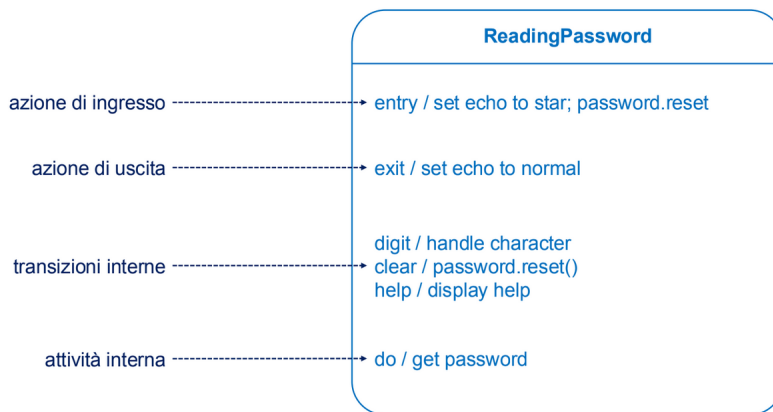 ReadingPassword
azione di ingresso
entry / set echo to star; password.reset
azione di uscita
exit / set echo to normal
digit / handle character
transizioni interne
clear / password.reset()
help / display help
attività interna
do / get password